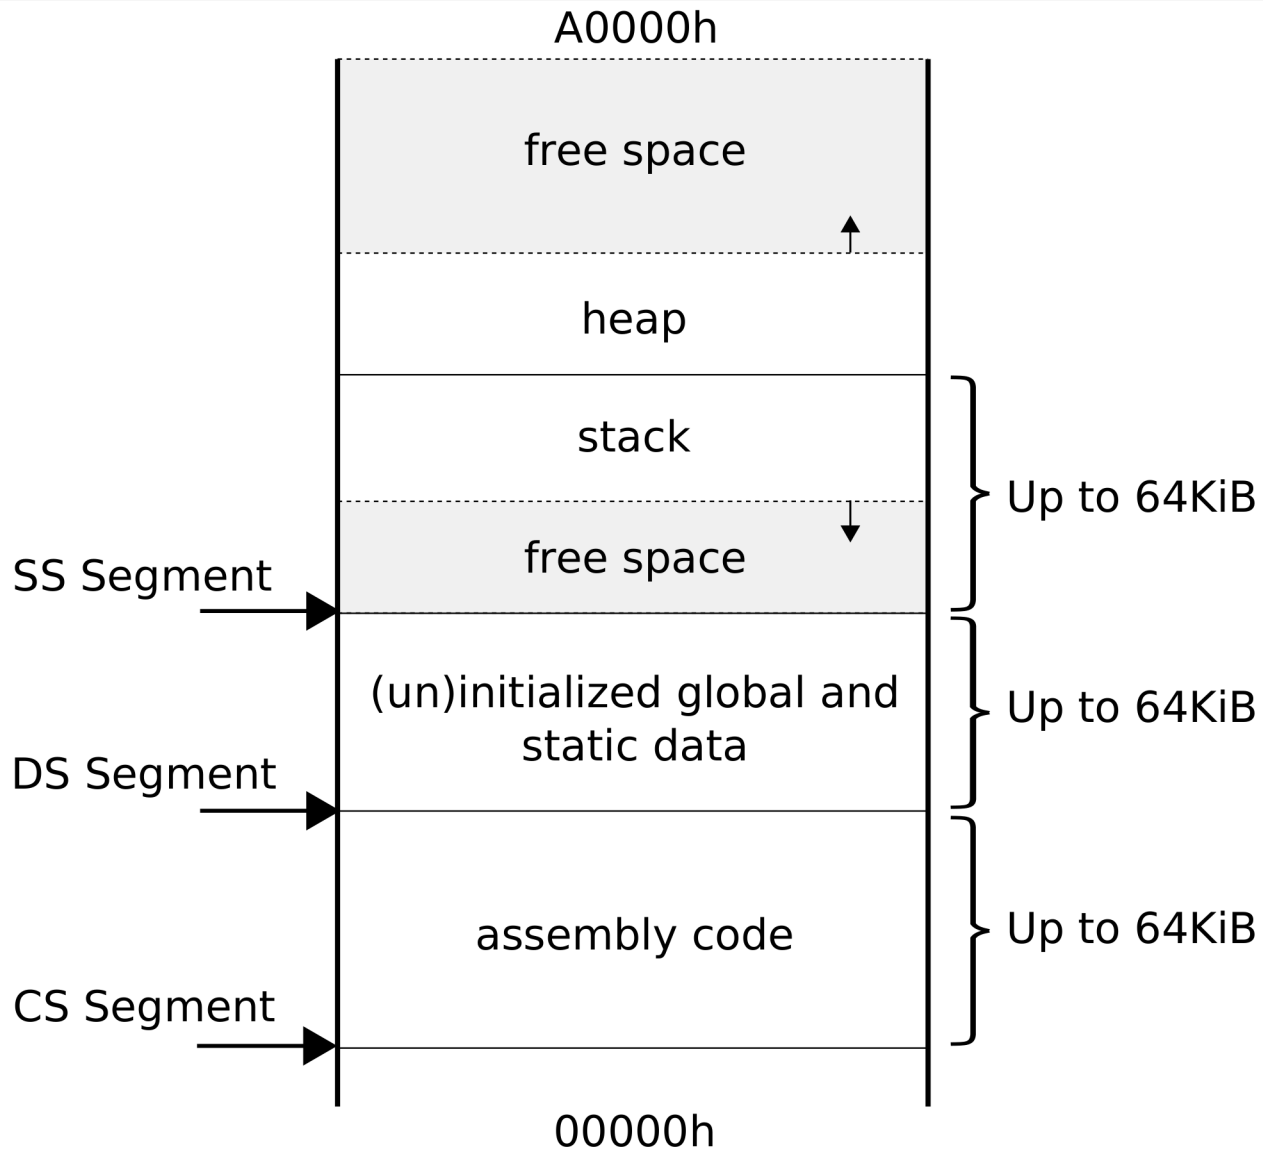 A0000h
free space
heap
stack
Up to 64KiB
free space
SS Segment
(un)initialized global and
static data
Up to 64KiB
DS Segment
assembly code
Up to 64KiB
CS Segment
00000h